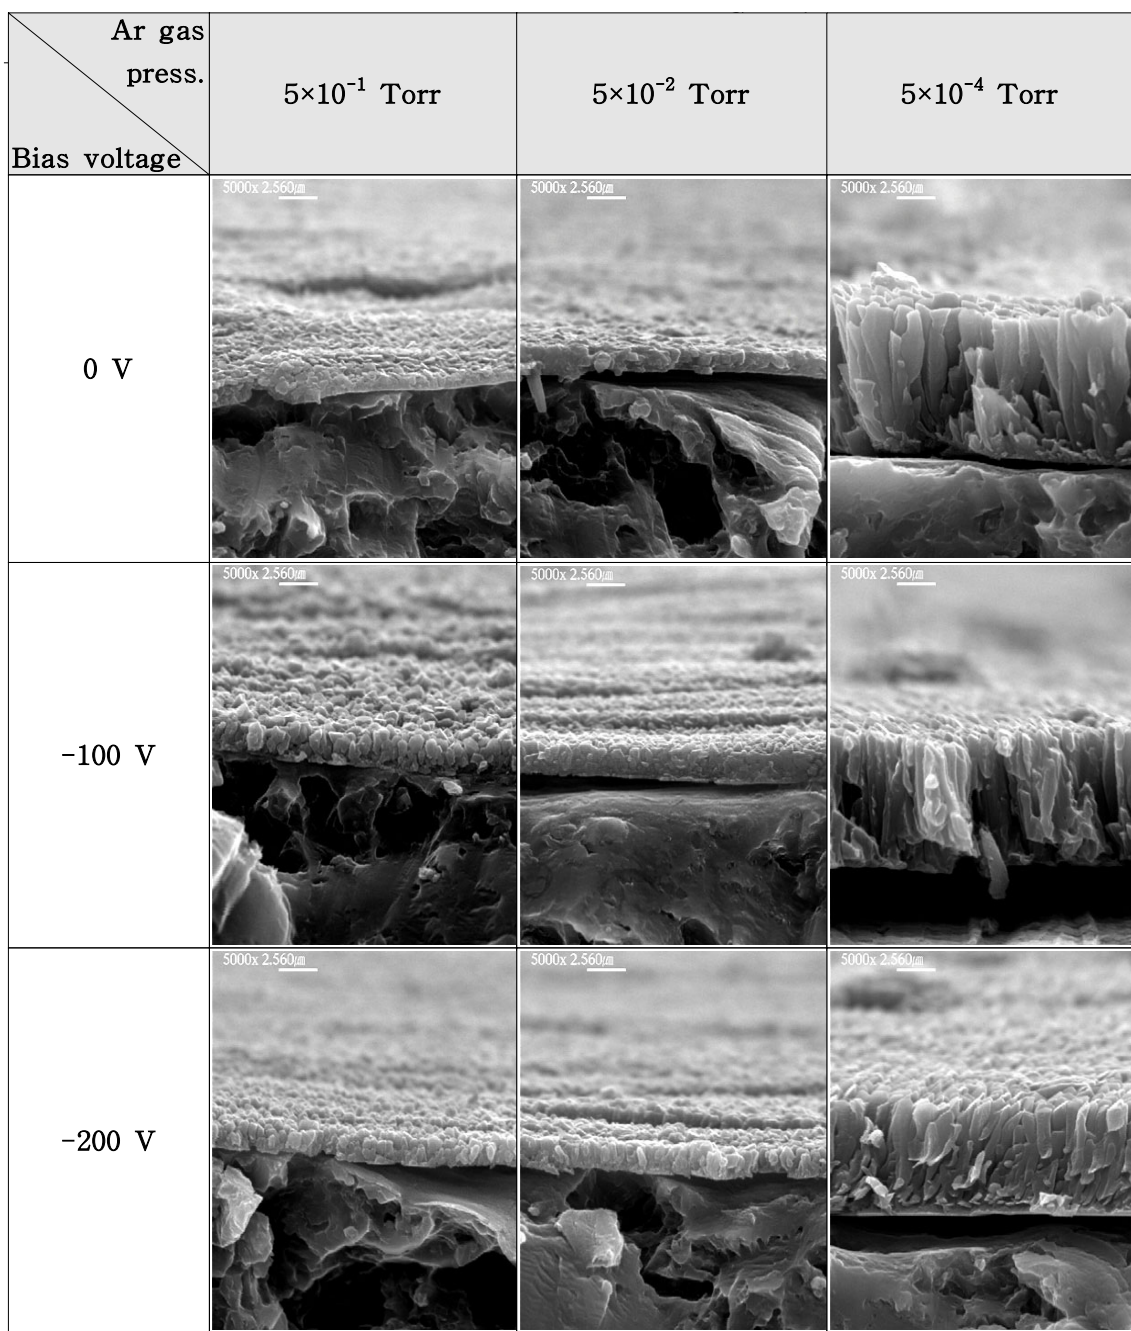 Ar gas
press.
Bias voltage
5×10⁻¹ Torr
5×10⁻² Torr
5×10⁻⁴ Torr
0 V
5000x 2.560㎛
5000x 2.560㎛
5000x 2.560㎛
-100 V
5000x 2.560㎛
5000x 2.560㎛
5000x 2.560㎛
-200 V
5000x 2.560㎛
5000x 2.560㎛
5000x 2.560㎛